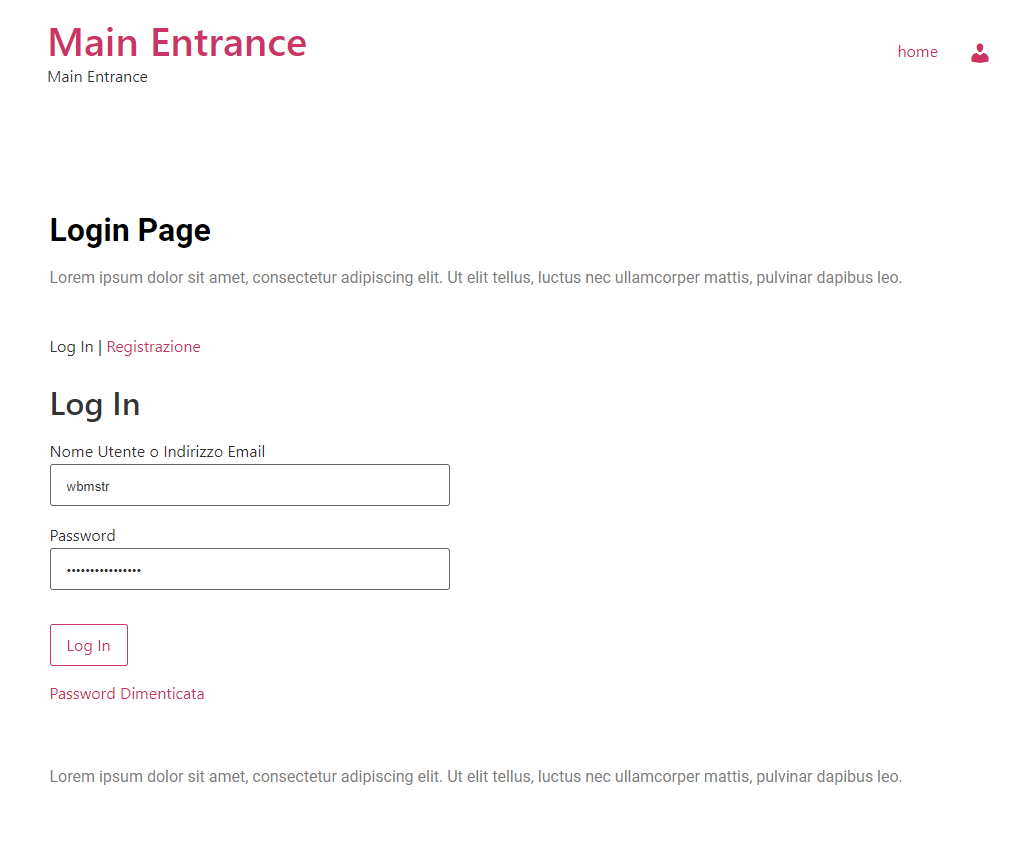 Main Entrance
Main Entrance
home
Login Page
Lorem ipsum dolor sit amet, consectetur adipiscing elit. Ut elit tellus, luctus nec ullamcorper mattis, pulvinar dapibus leo.
Log In | Registrazione
Log In
Nome Utente o Indirizzo Email
wbmstr
Password
••••••••••••••••
Log In
Password Dimenticata
Lorem ipsum dolor sit amet, consectetur adipiscing elit. Ut elit tellus, luctus nec ullamcorper mattis, pulvinar dapibus leo.